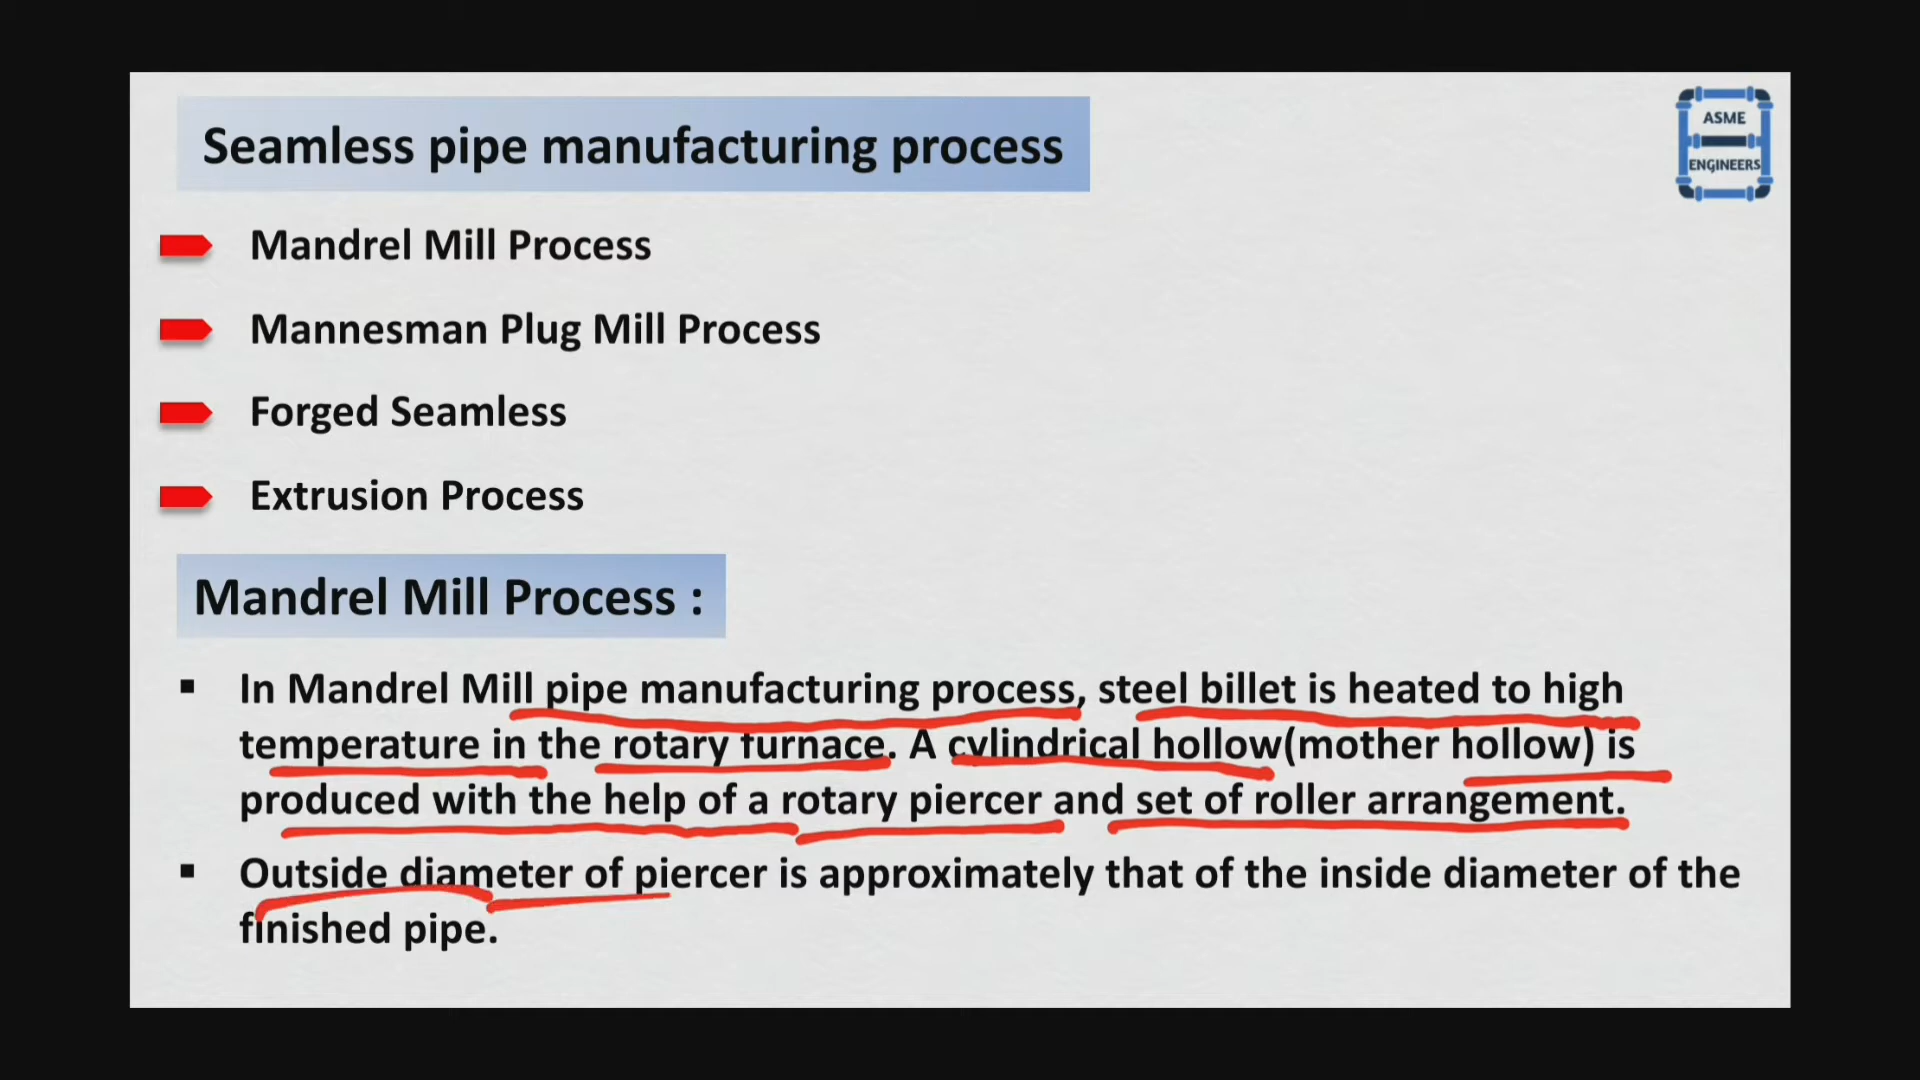 Seamless pipe manufacturing process
ASME
ENGINEERS
Mandrel Mill Process
Mannesman Plug Mill Process
Forged Seamless
Extrusion Process
Mandrel Mill Process :
▪ In Mandrel Mill pipe manufacturing process, steel billet is heated to high
temperature in the rotary furnace. A cylindrical hollow(mother hollow) is
produced with the help of a rotary piercer and set of roller arrangement.
▪ Outside diameter of piercer is approximately that of the inside diameter of the
finished pipe.